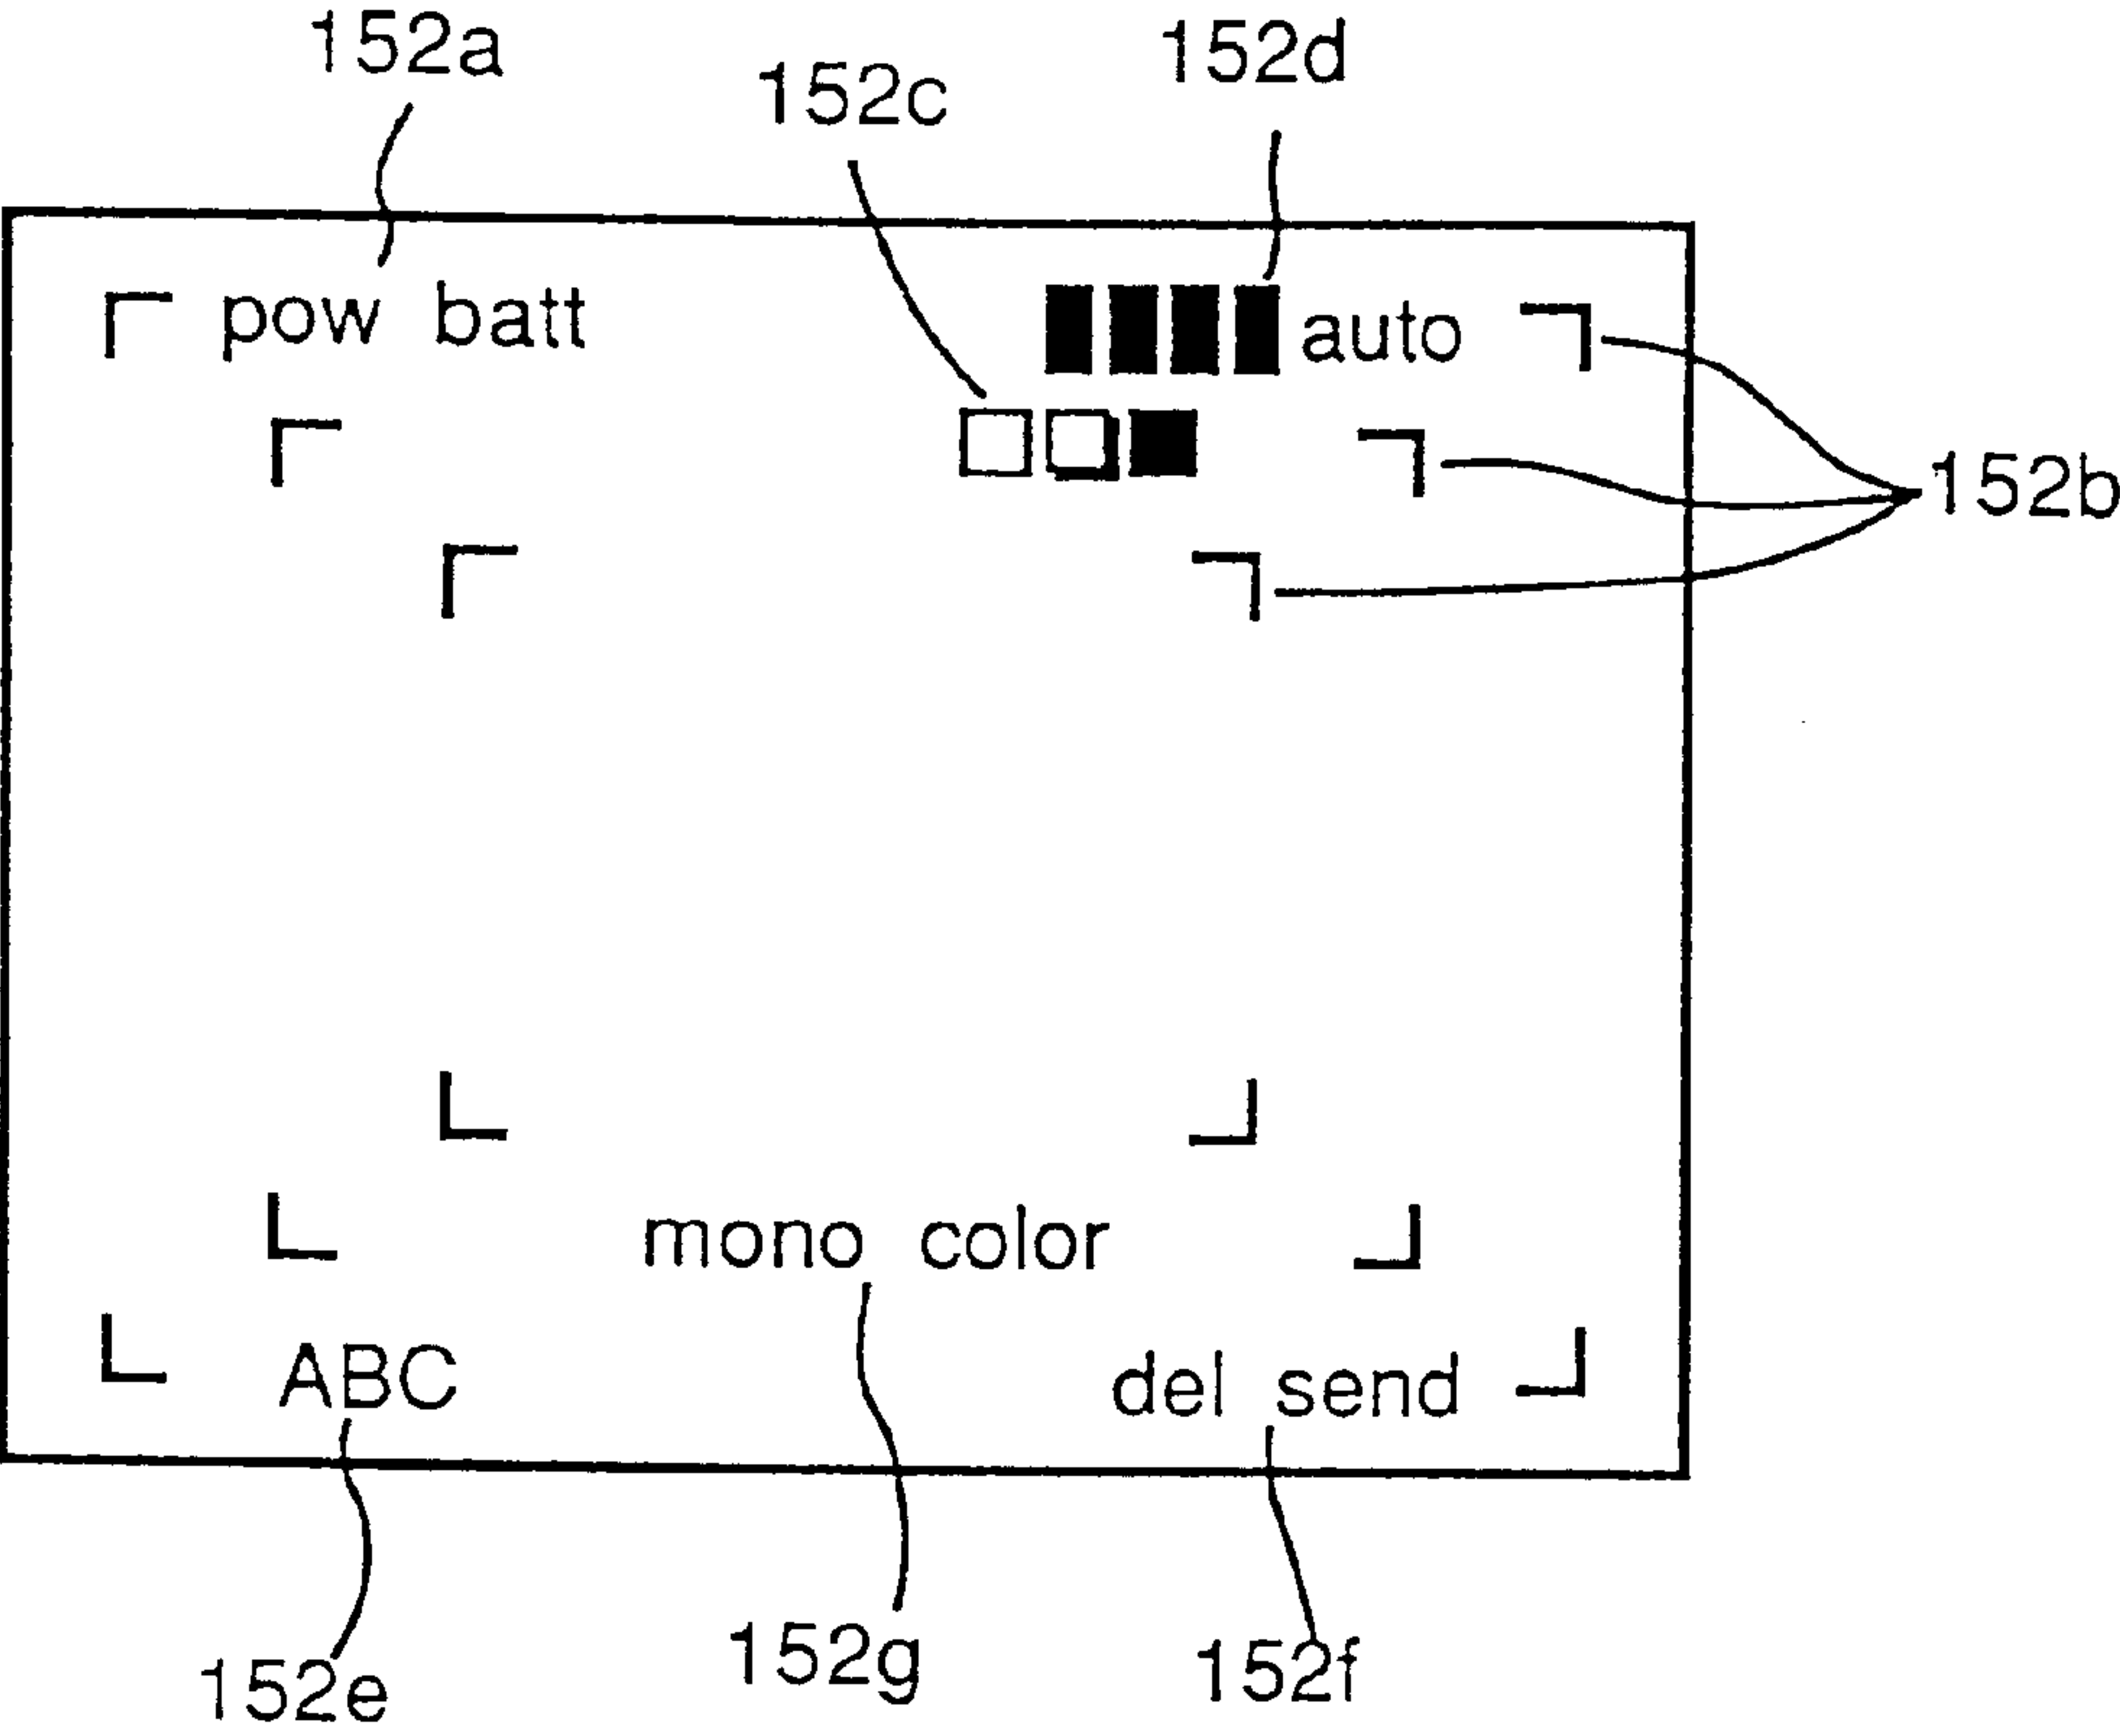 152a
152c
152d
pow batt
auto
152b
mono color
ABC
del send
152e
152g
152f